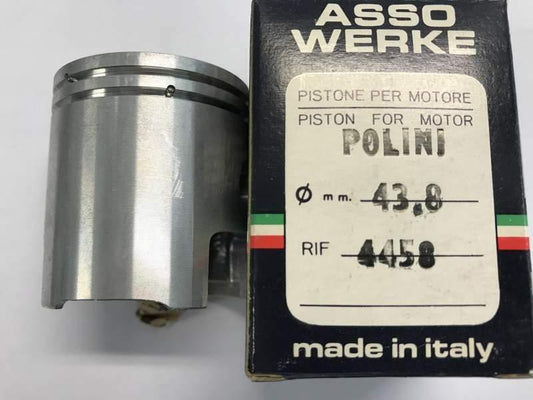 ASSO
WERKE
PISTONE PER MOTORE
PISTON FOR MOTOR
POLINI
Ø mm. 43,8
RIF 4458
made in italy